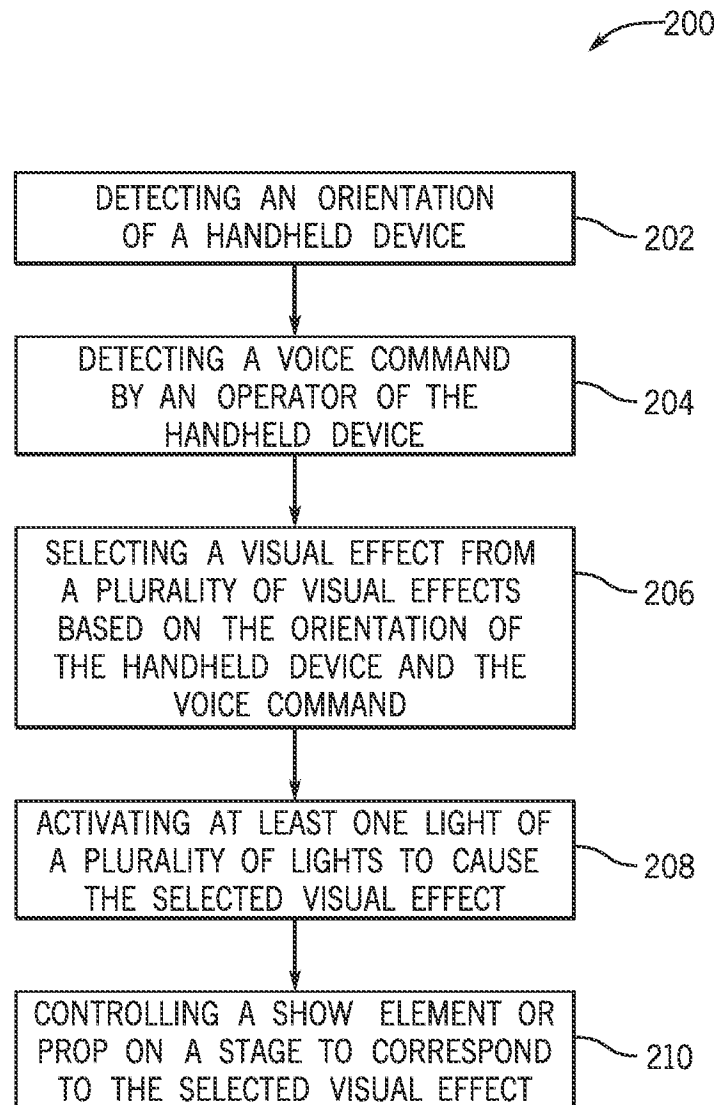 200
DETECTING AN ORIENTATION
OF A HANDHELD DEVICE
202
DETECTING A VOICE COMMAND
BY AN OPERATOR OF THE
HANDHELD DEVICE
204
SELECTING A VISUAL EFFECT FROM
A PLURALITY OF VISUAL EFFECTS
BASED ON THE ORIENTATION OF
THE HANDHELD DEVICE AND THE
VOICE COMMAND
206
ACTIVATING AT LEAST ONE LIGHT OF
A PLURALITY OF LIGHTS TO CAUSE
THE SELECTED VISUAL EFFECT
208
CONTROLLING A SHOW ELEMENT OR
PROP ON A STAGE TO CORRESPOND
TO THE SELECTED VISUAL EFFECT
210